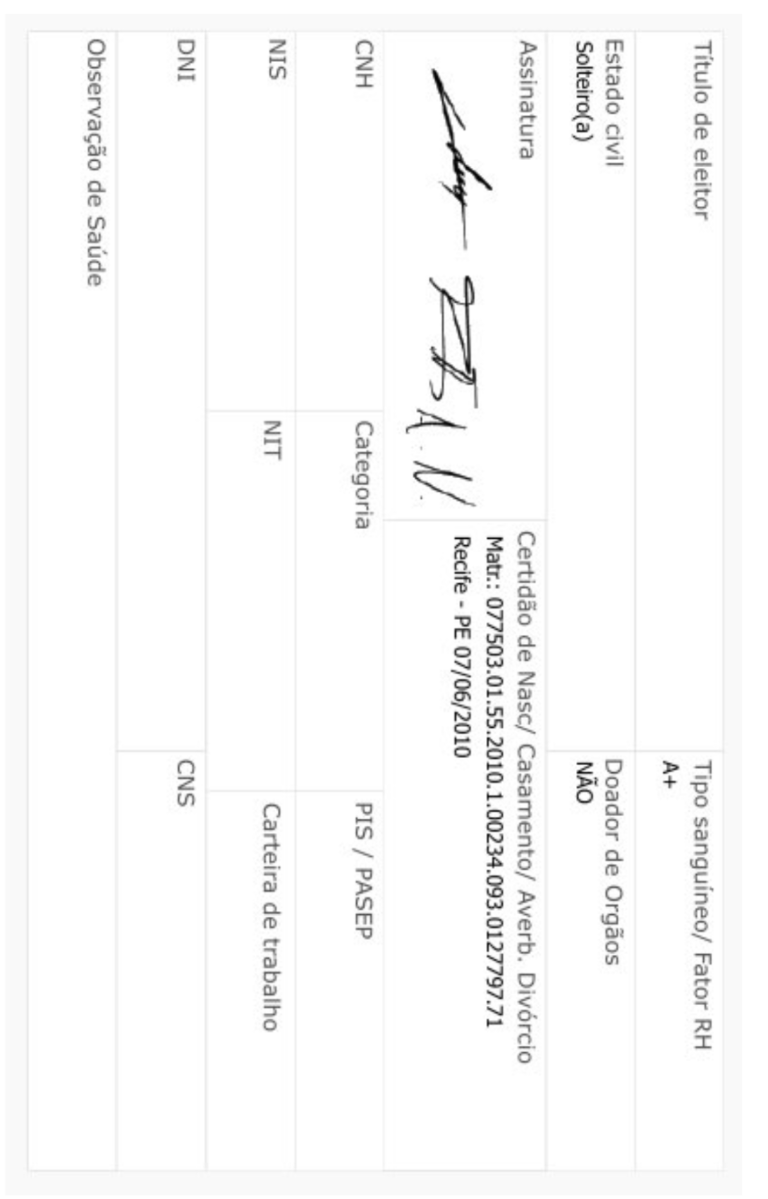 Título de eleitor
Tipo sanguíneo/ Fator RH
A+
Estado civil
Solteiro(a)
Doador de Orgãos
NÃO
Assinatura
Certidão de Nasc/ Casamento/ Averb. Divórcio
Matr.: 077503.01.55.2010.1.00234.093.0127797.71
Recife - PE 07/06/2010
CNH
Categoria
PIS / PASEP
NIS
NIT
Carteira de trabalho
DNI
CNS
Observação de Saúde